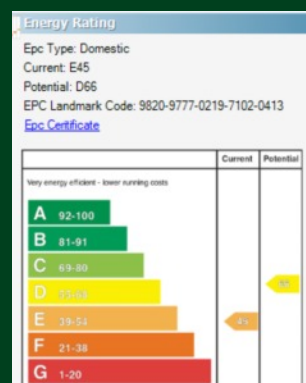 Energy Rating
Epc Type: Domestic
Current: E45
Potential: D66
EPC Landmark Code: 9820-9777-0219-7102-0413
Epc Certificate
Current Potential
Very energy efficient - lower running costs
A 92-100
B 81-91
C 69-80
D 55-68
E 39-54
F 21-38
G 1-20